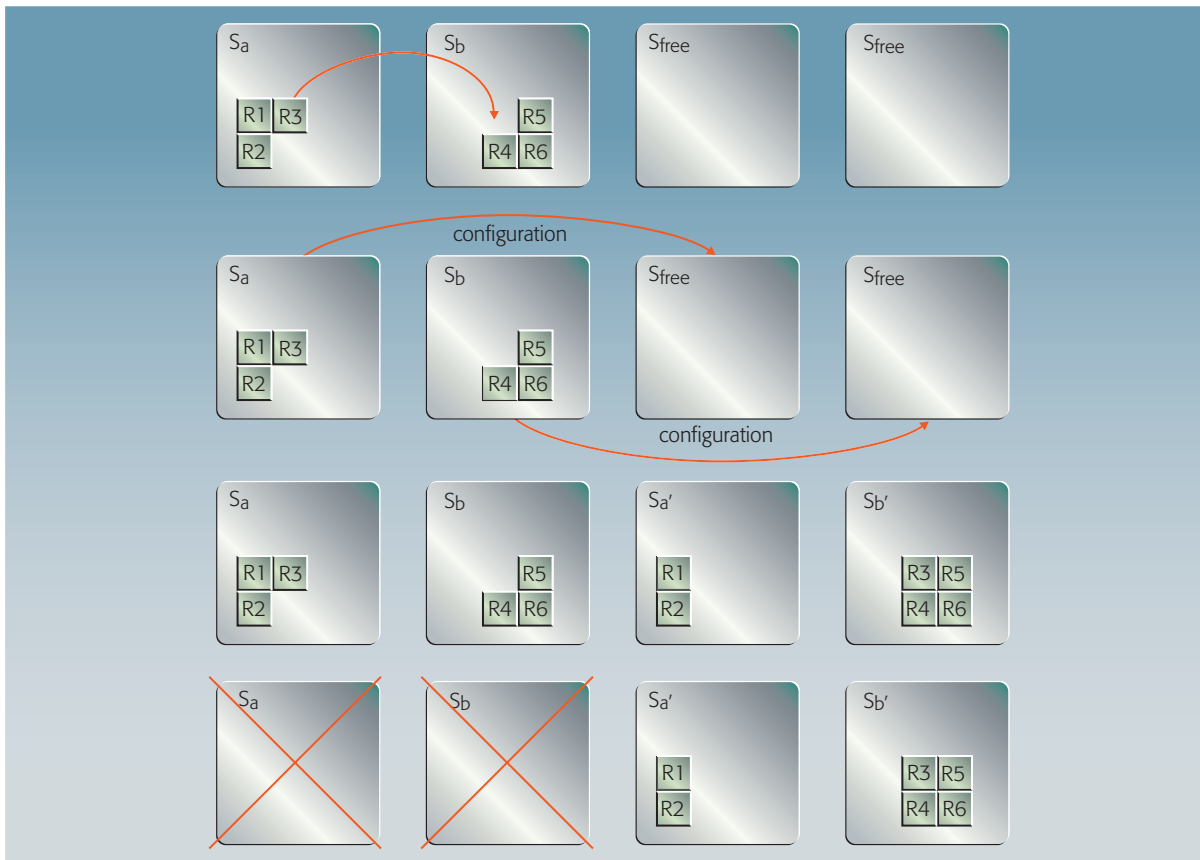 Sa Sb Sfree Sfree
R1 R3 R5
R2 R4 R6
configuration
Sa Sb Sfree Sfree
R1 R3 R5
R2 R4 R6
configuration
Sa Sb Sa' Sb'
R1 R3 R5 R1 R3 R5
R2 R4 R6 R2 R4 R6
Sa Sb Sa' Sb'
R1 R3 R5
R2 R4 R6